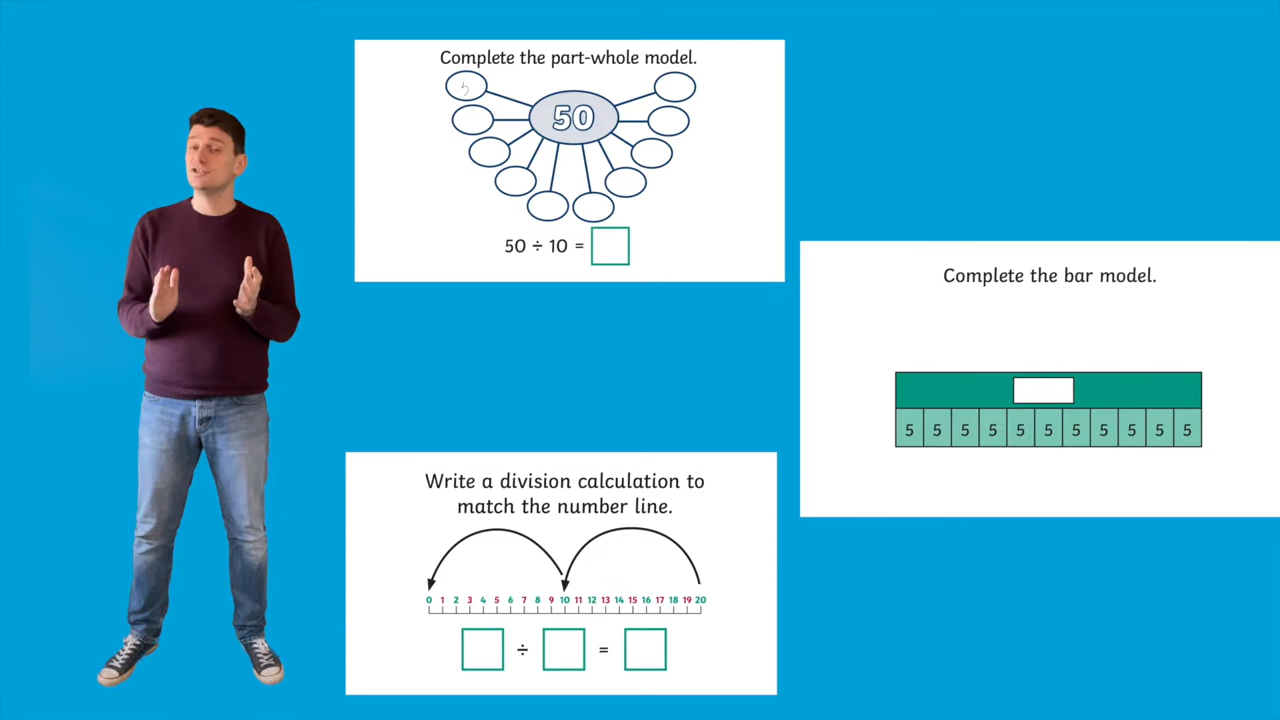 Complete the part-whole model.
5
50
50 ÷ 10 =
Complete the bar model.
5 5 5 5 5 5 5 5 5 5 5
Write a division calculation to
match the number line.
0 1 2 3 4 5 6 7 8 9 10 11 12 13 14 15 16 17 18 19 20
÷ =